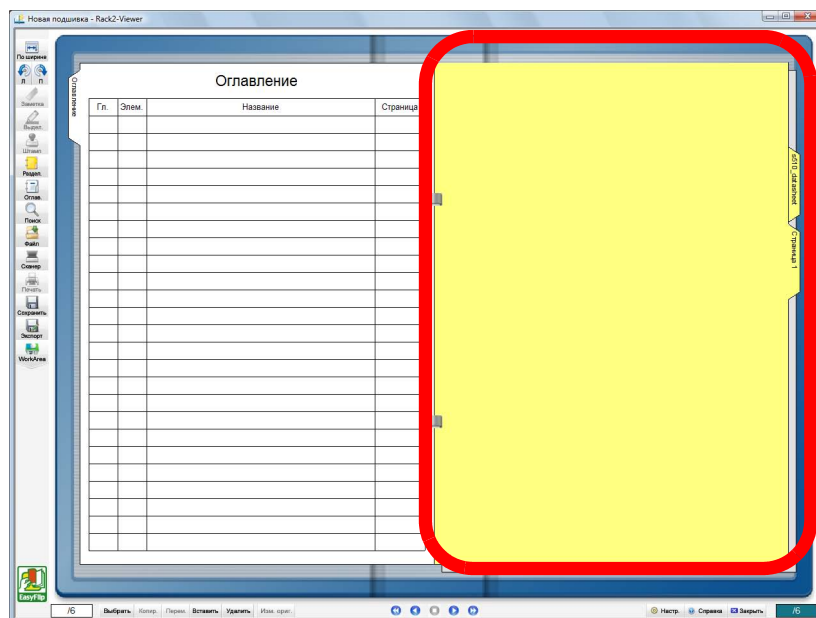 Новая подшивка - Rack2-Viewer
По ширине
Л П
Заметка
Выдел.
Штамп
Раздел.
Оглав.
Поиск
Файл
Сканер
Печать
Сохранить
Экспорт
WorkArea
EasyFlip
Оглавление
Оглавление
Гл. Элем. Название Страница
s510_datasheet
Страница 1
/6 Выбрать Копир. Перем. Вставить Удалить Изм. ориг. Настр. Справка Закрыть /6